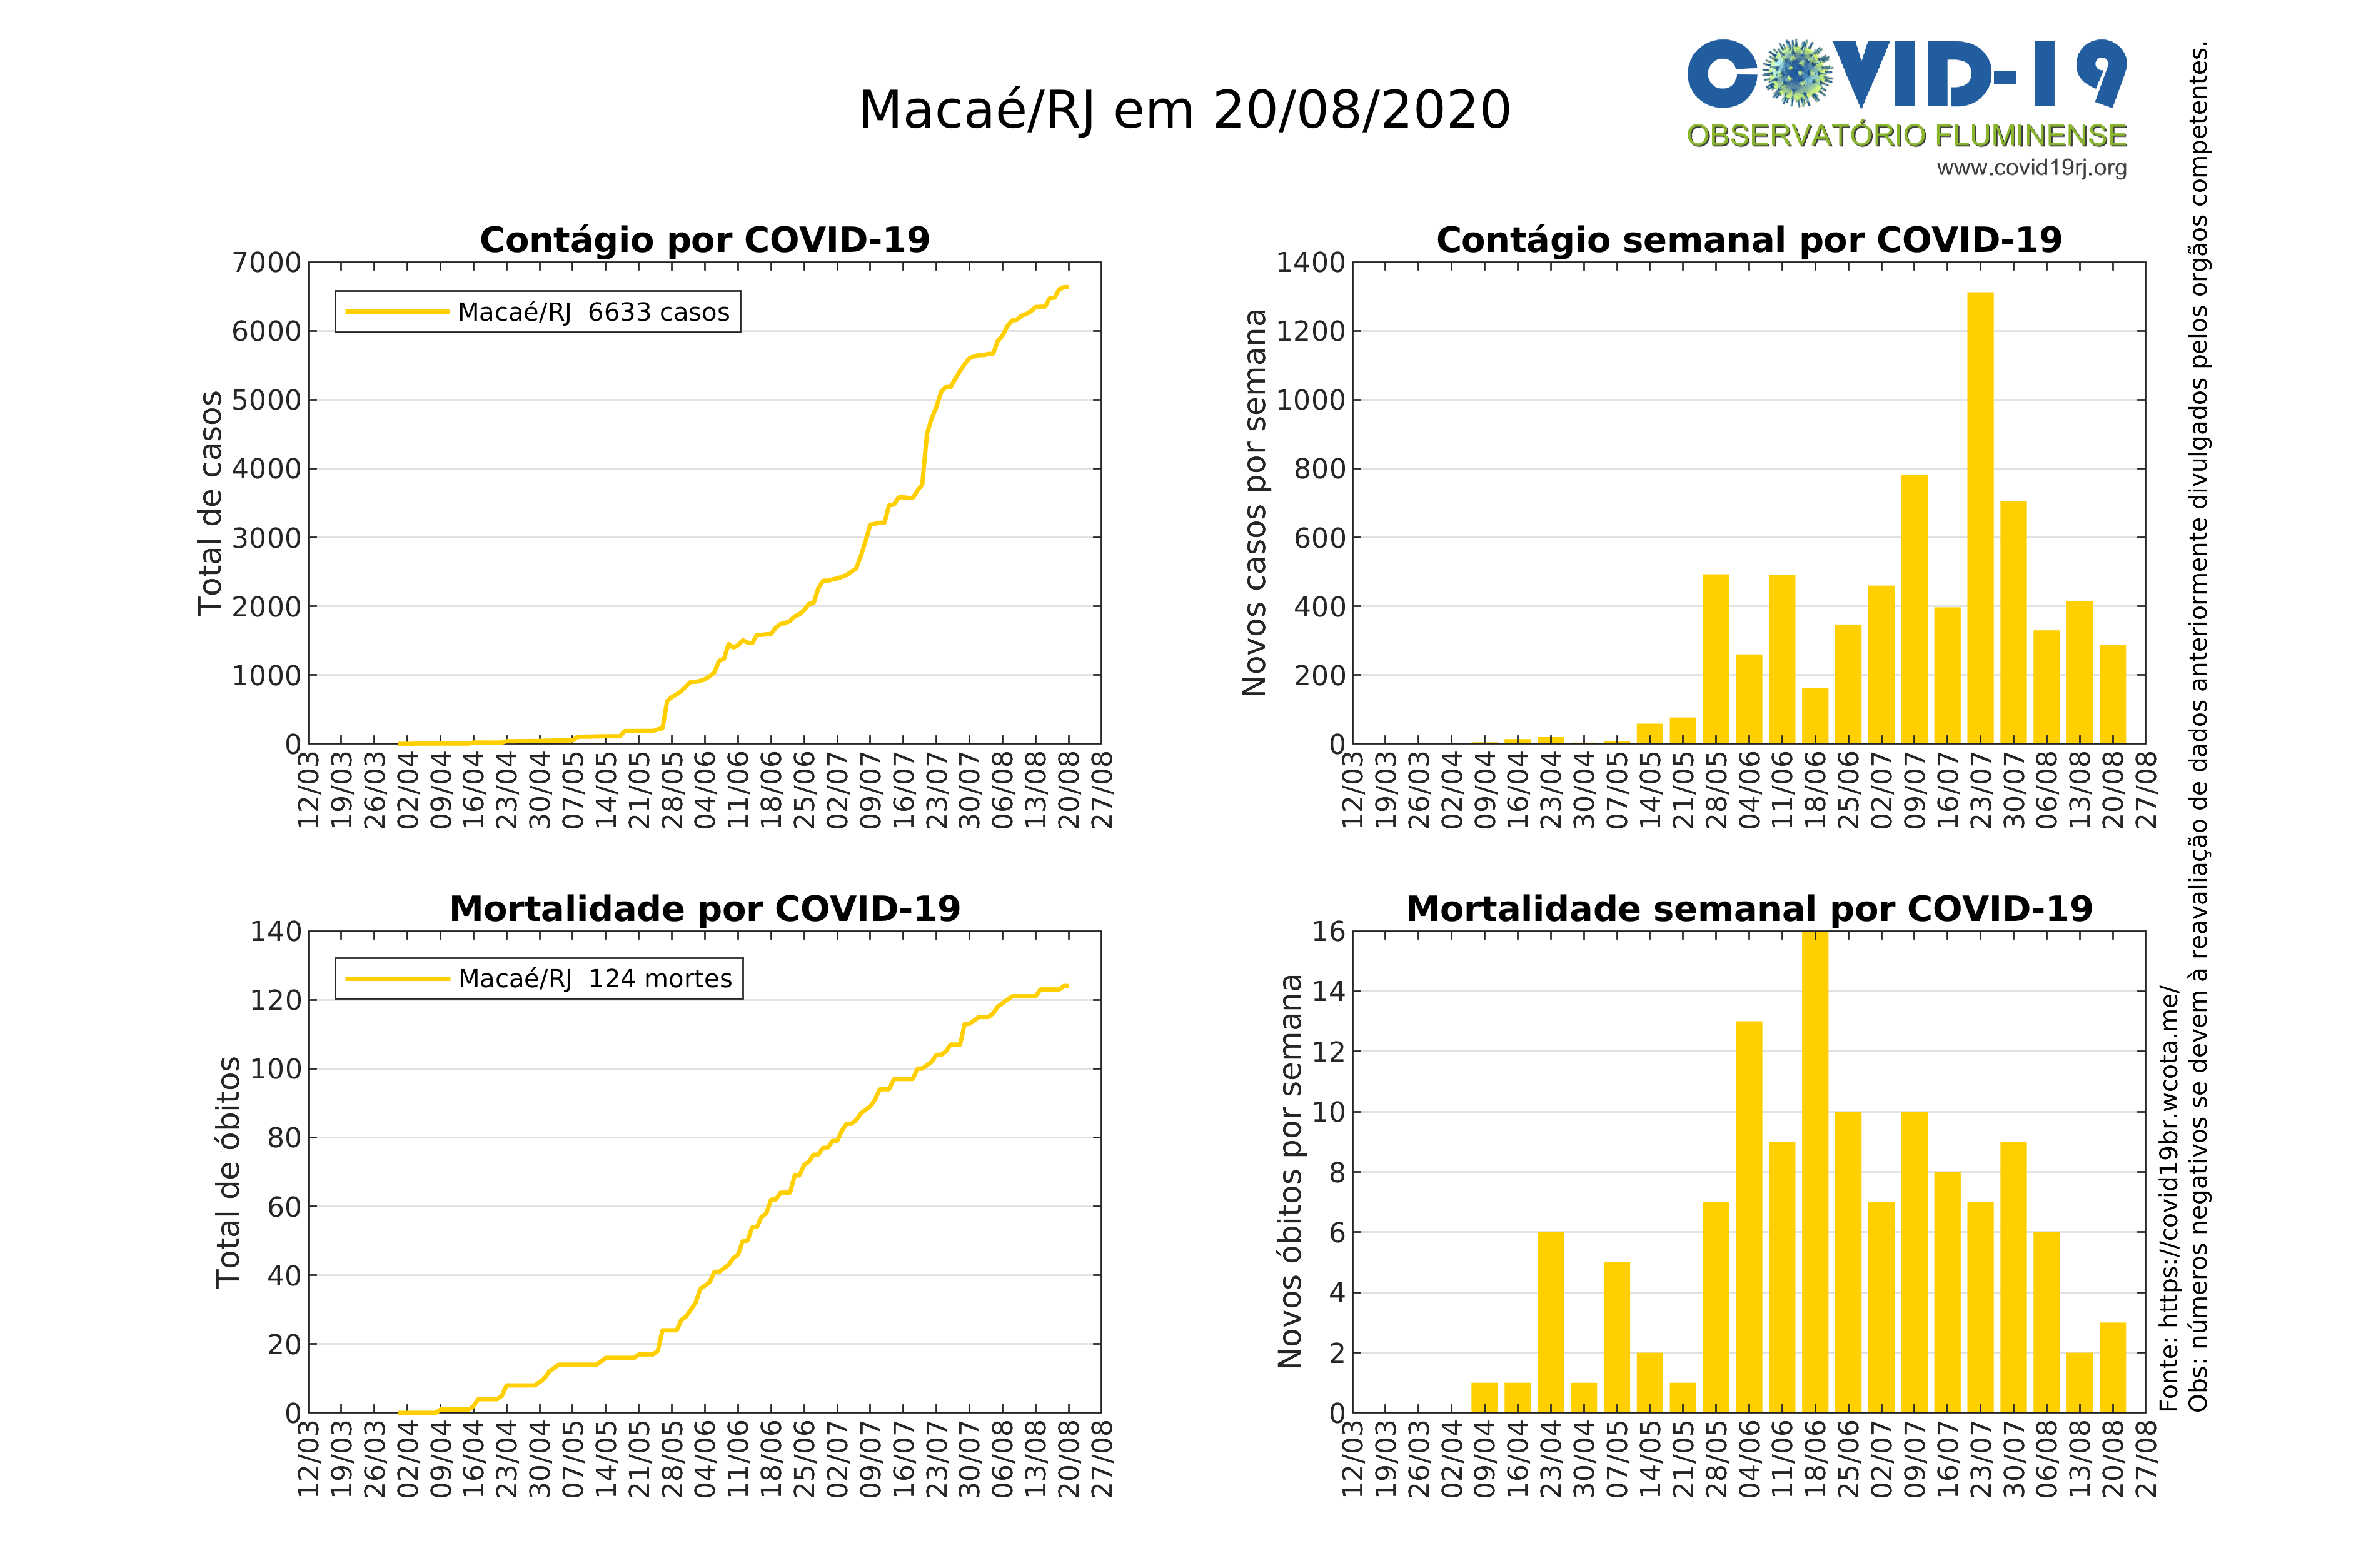 Macaé/RJ em 20/08/2020
COVID-19
OBSERVATÓRIO FLUMINENSE
www.covid19rj.org
Contágio por COVID-19
Total de casos
7000
6000
5000
4000
3000
2000
1000
0
Macaé/RJ 6633 casos
12/03 19/03 26/03 02/04 09/04 16/04 23/04 30/04 07/05 14/05 21/05 28/05 04/06 11/06 18/06 25/06 02/07 09/07 16/07 23/07 30/07 06/08 13/08 20/08 27/08
Contágio semanal por COVID-19
Novos casos por semana
1400
1200
1000
800
600
400
200
0
12/03 19/03 26/03 02/04 09/04 16/04 23/04 30/04 07/05 14/05 21/05 28/05 04/06 11/06 18/06 25/06 02/07 09/07 16/07 23/07 30/07 06/08 13/08 20/08 27/08
Mortalidade por COVID-19
Total de óbitos
140
120
100
80
60
40
20
0
Macaé/RJ 124 mortes
12/03 19/03 26/03 02/04 09/04 16/04 23/04 30/04 07/05 14/05 21/05 28/05 04/06 11/06 18/06 25/06 02/07 09/07 16/07 23/07 30/07 06/08 13/08 20/08 27/08
Mortalidade semanal por COVID-19
Novos óbitos por semana
16
14
12
10
8
6
4
2
0
12/03 19/03 26/03 02/04 09/04 16/04 23/04 30/04 07/05 14/05 21/05 28/05 04/06 11/06 18/06 25/06 02/07 09/07 16/07 23/07 30/07 06/08 13/08 20/08 27/08
Fonte: https://covid19br.wcota.me/
Obs: números negativos se devem à reavaliação de dados anteriormente divulgados pelos orgãos competentes.